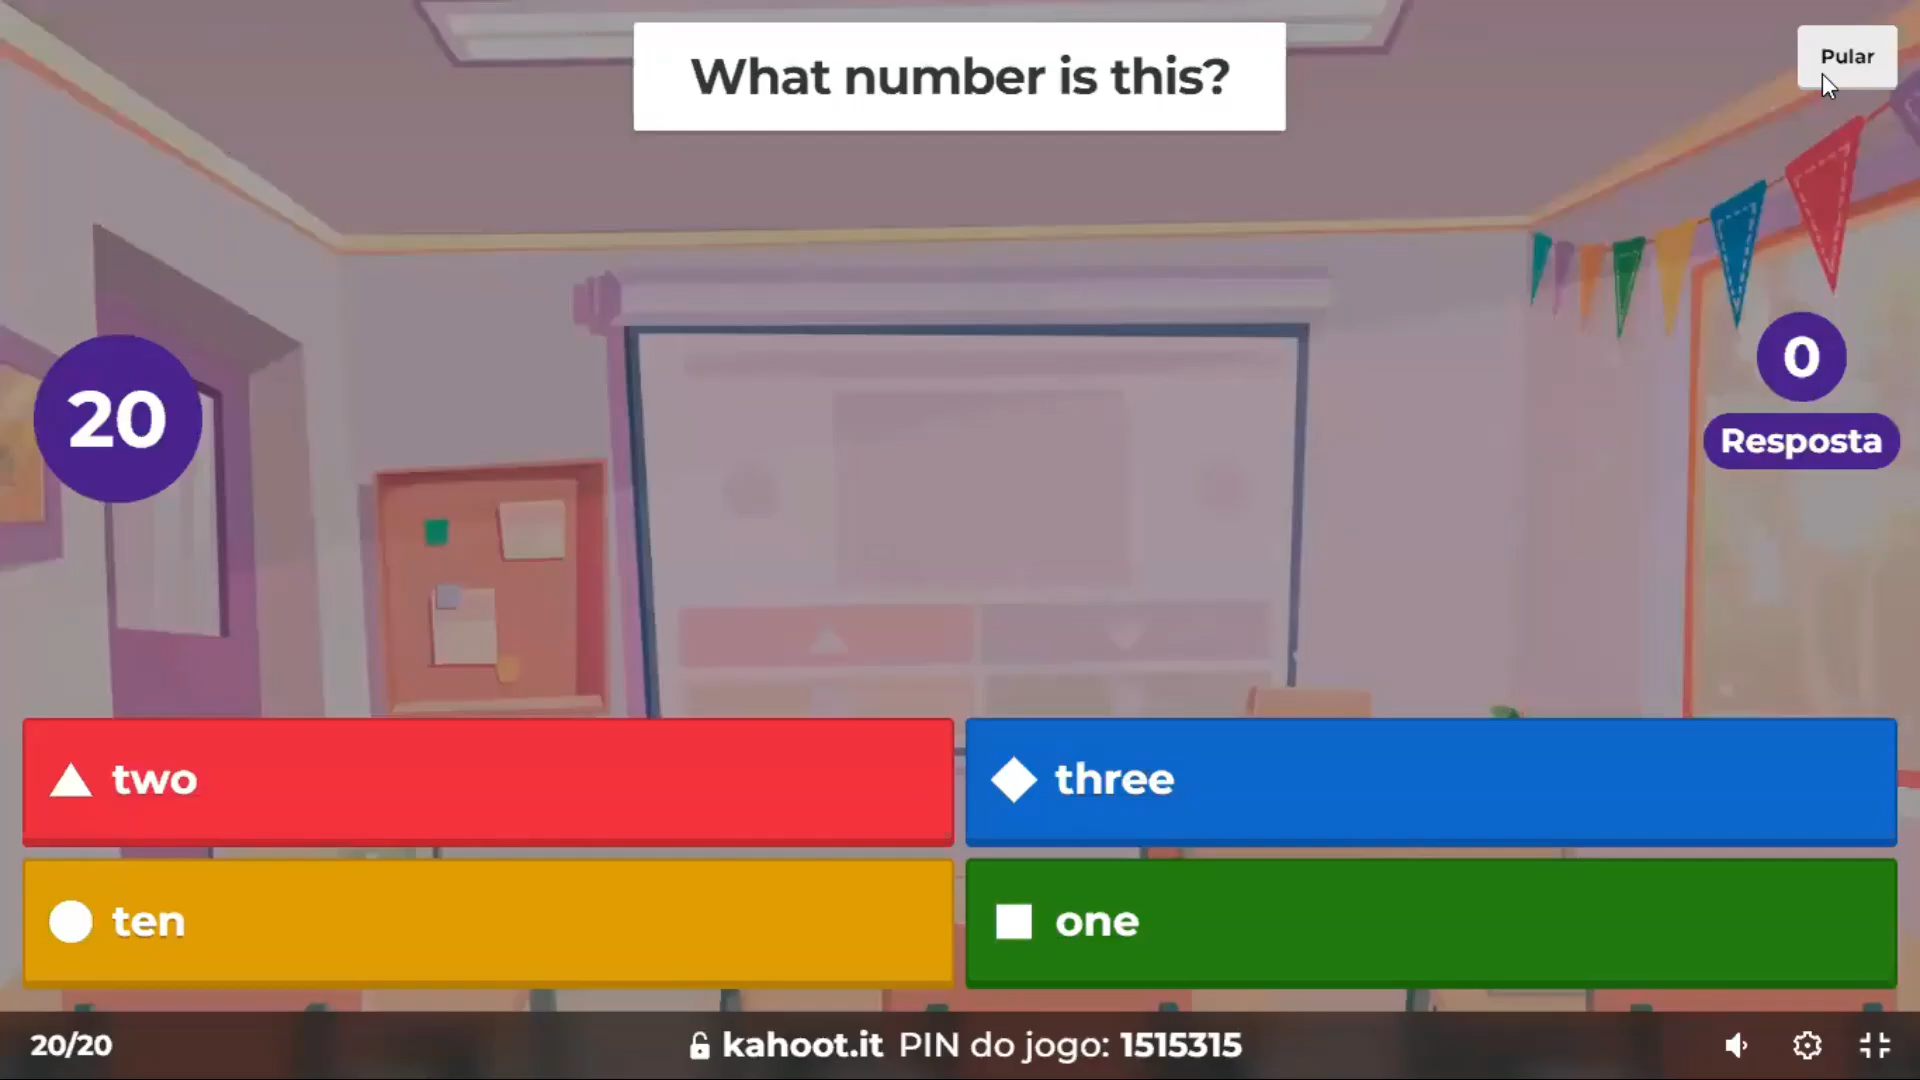 What number is this?
Pular
20
0
Resposta
two
three
ten
one
20/20
kahoot.it PIN do jogo: 1515315